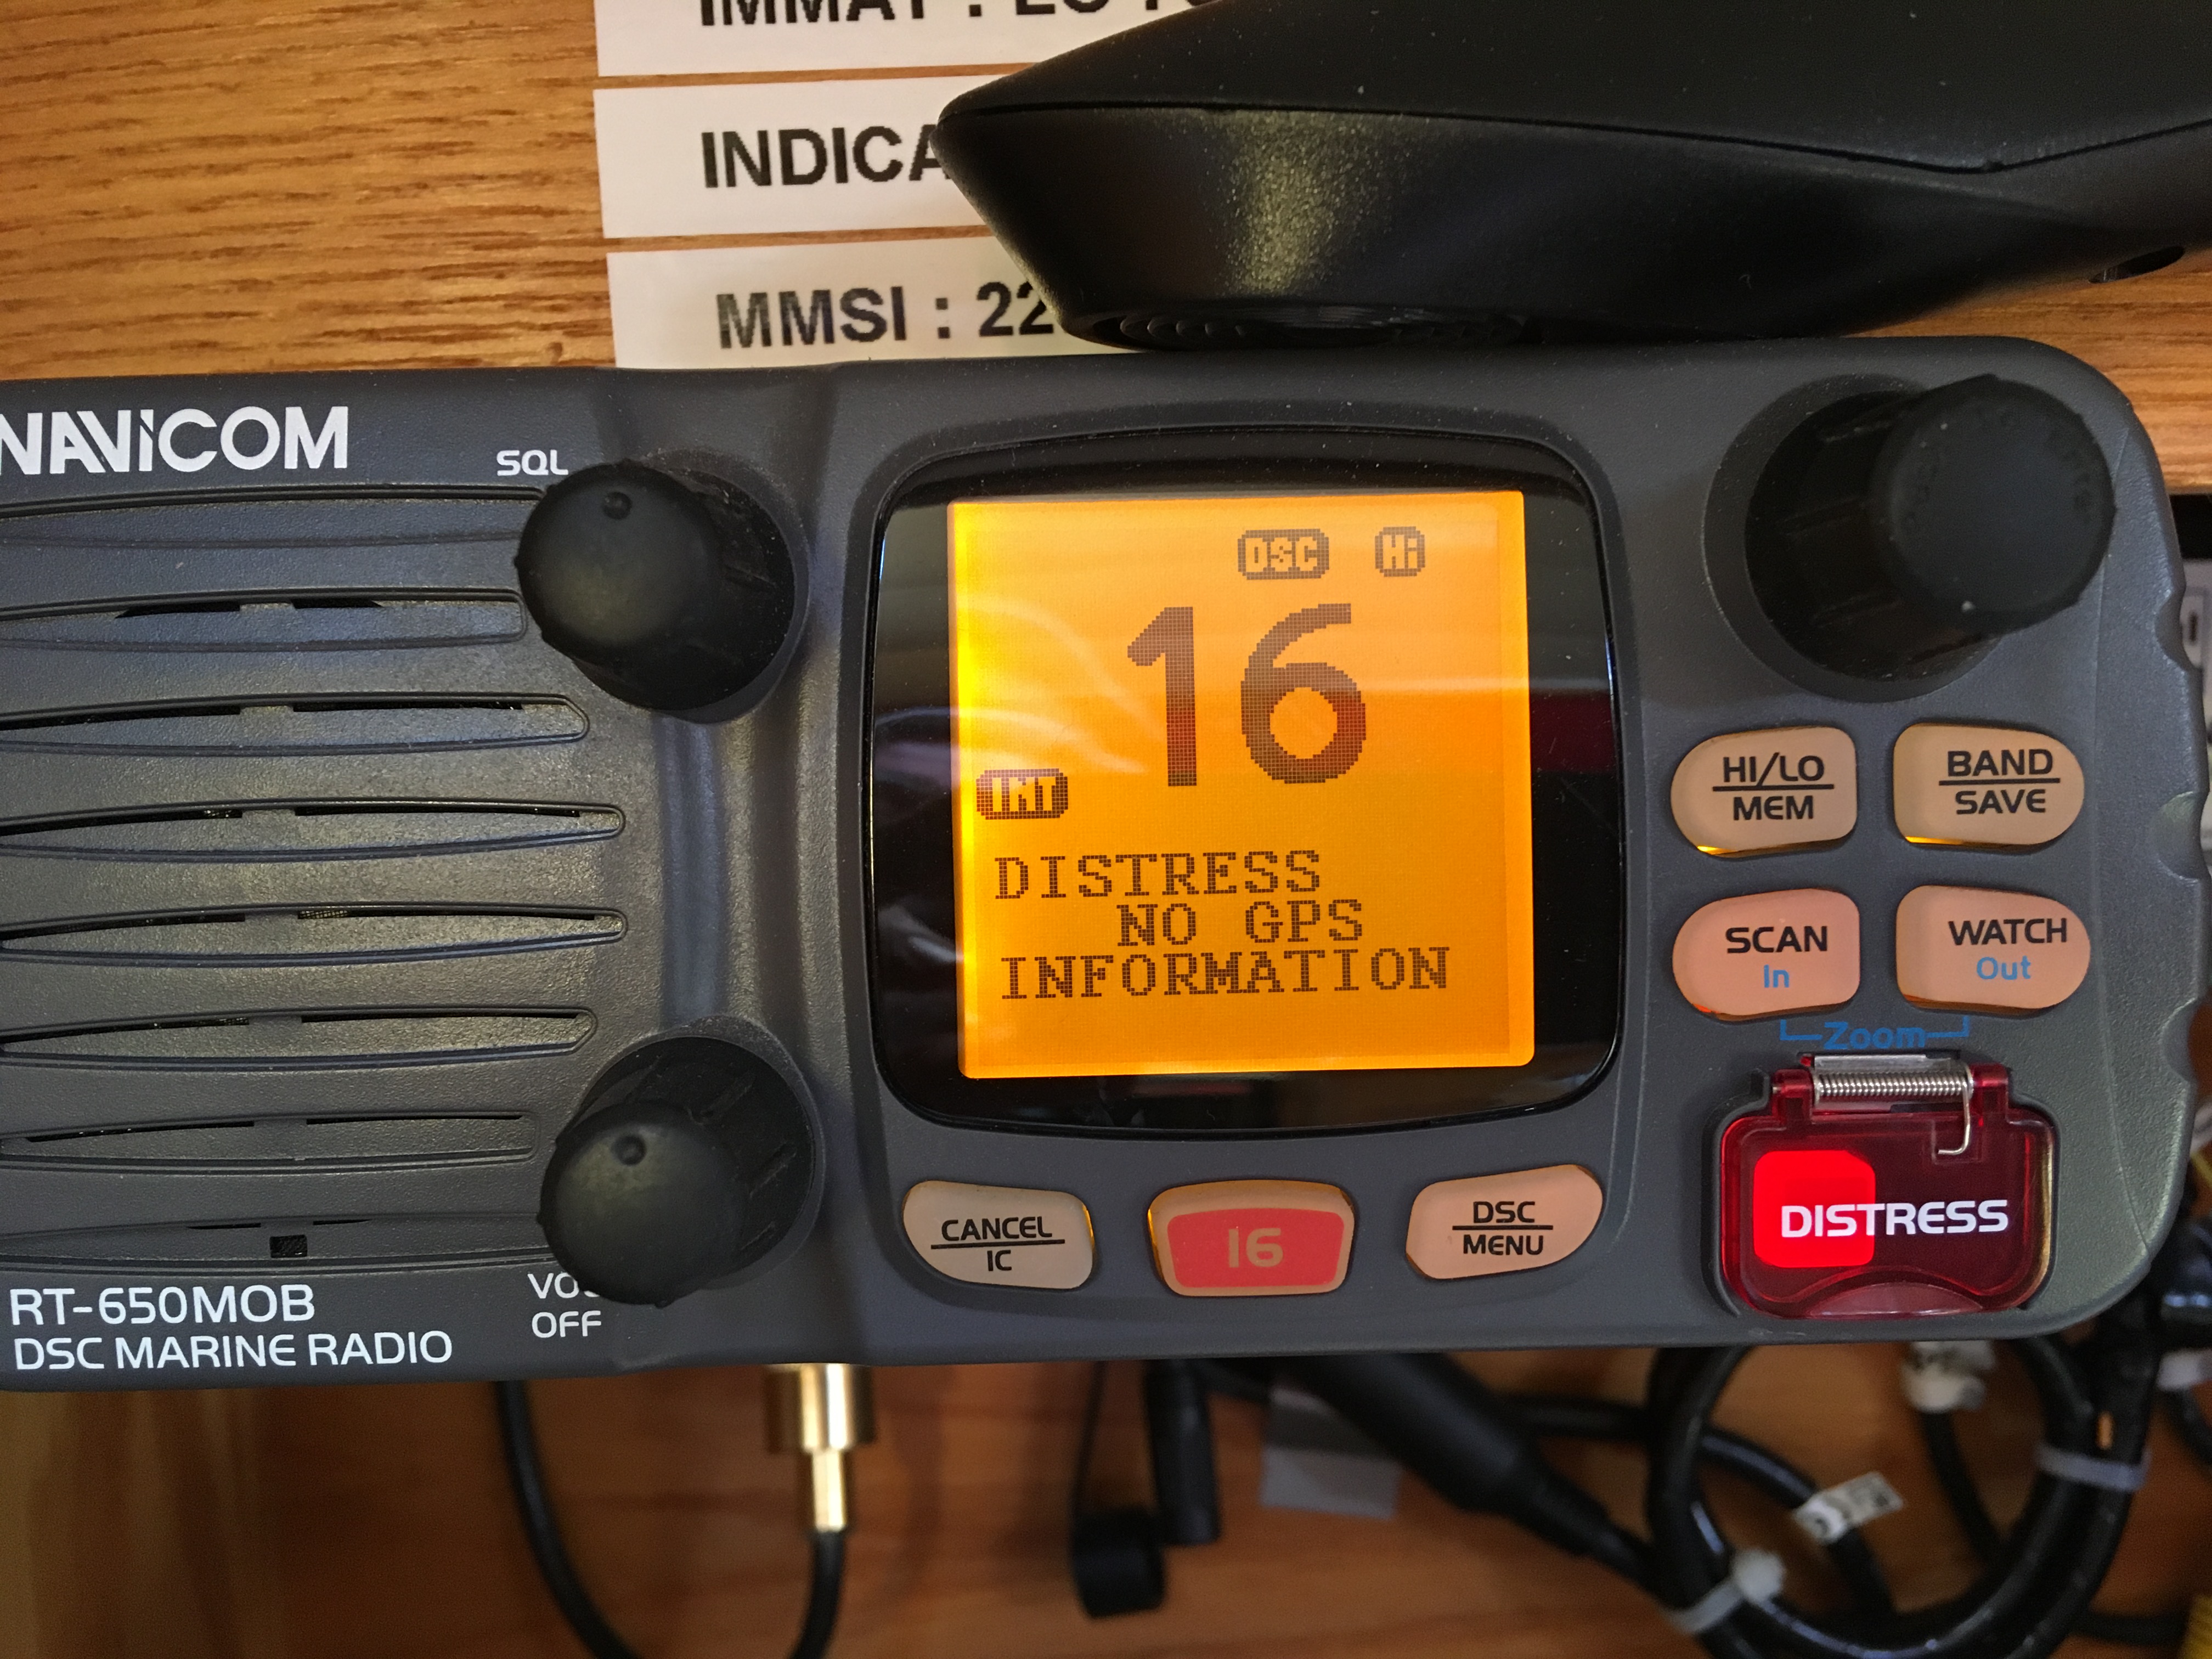 MMSI : 22
NAVICOM
SQL
DSC Hi
16
INT
DISTRESS
NO GPS
INFORMATION
HI/LO
MEM
BAND
SAVE
SCAN
In
WATCH
Out
Zoom
DISTRESS
CANCEL
IC
16
DSC
MENU
RT-650MOB
DSC MARINE RADIO
OFF